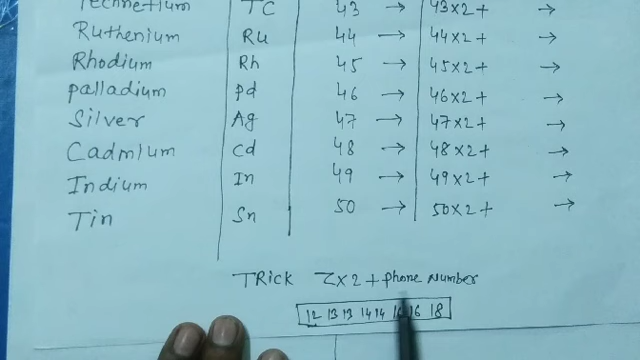 Technetium TC 43 → 43x2+ →
Ruthenium Ru 44 → 44x2+ →
Rhodium Rh 45 → 45x2+ →
palladium pd 46 → 46x2+ →
Silver Ag 47 → 47x2+ →
Cadmium cd 48 → 48x2+ →
Indium In 49 → 49x2+ →
Tin Sn 50 → 50x2+ →
TRICK Zx2+phone Number
12 13 13 14 14 16 18